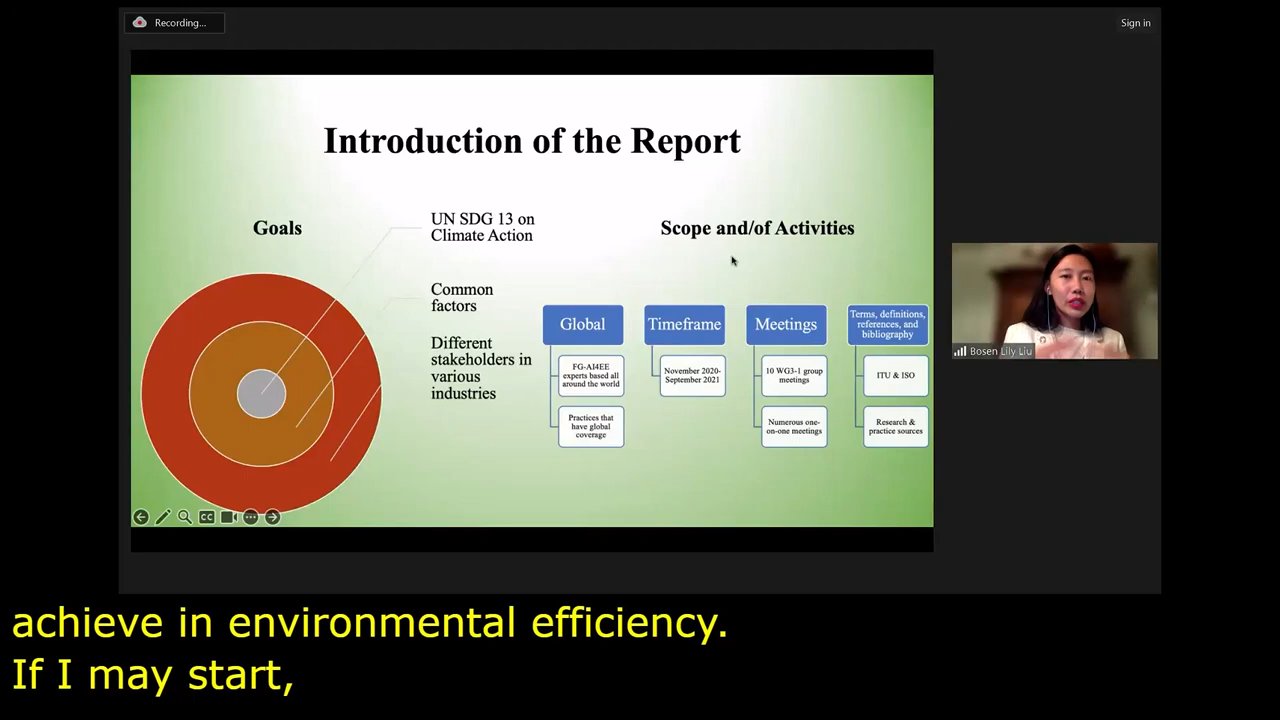 Recording...
Sign in
Introduction of the Report
Goals
UN SDG 13 on
Climate Action
Common
factors
Different
stakeholders in
various
industries
Scope and/of Activities
Global
FG-AI4EE
experts based all
around the world
Practices that
have global
coverage
Timeframe
November 2020-
September 2021
Meetings
10 WG3-1 group
meetings
Numerous one-
on-one meetings
Terms, definitions,
references, and
bibliography
ITU & ISO
Research &
practice sources
CC
Bosen LIly Liu
achieve in environmental efficiency.
If I may start,